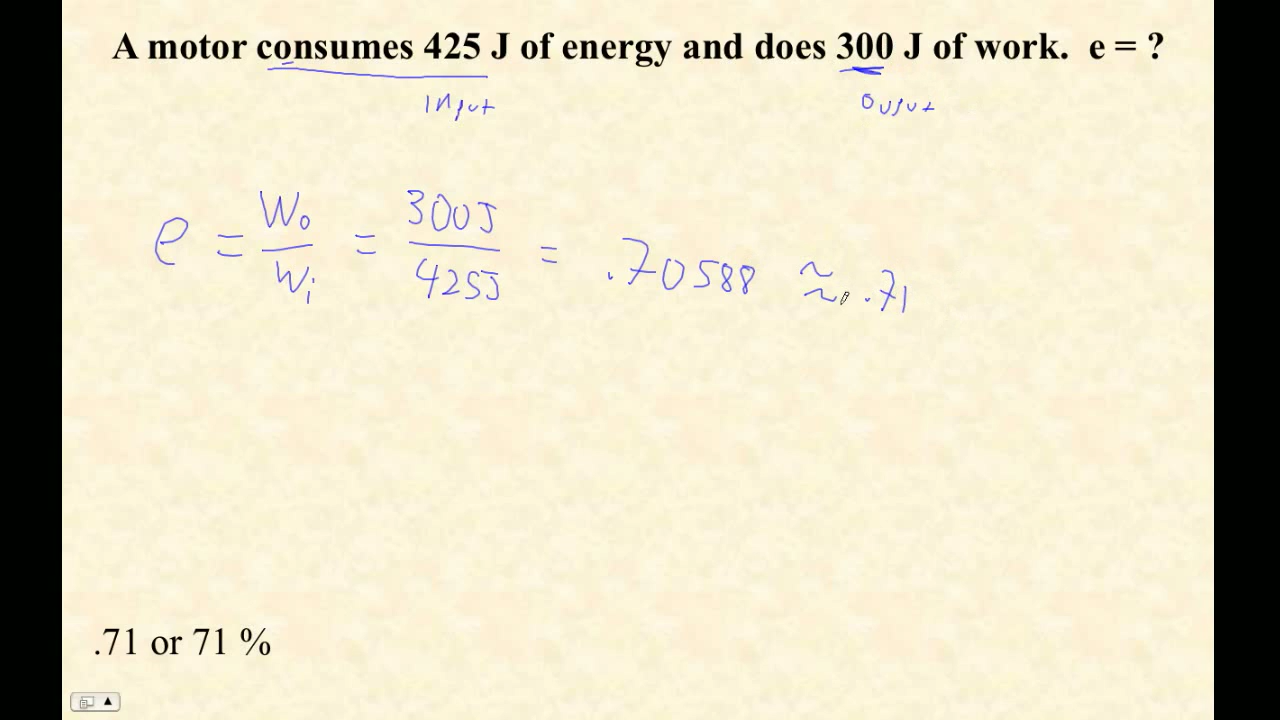 A motor consumes 425 J of energy and does 300 J of work. e = ?
Input Output
e = Wo/Wi = 300J/425J = .70588 ≈ .71
.71 or 71 %